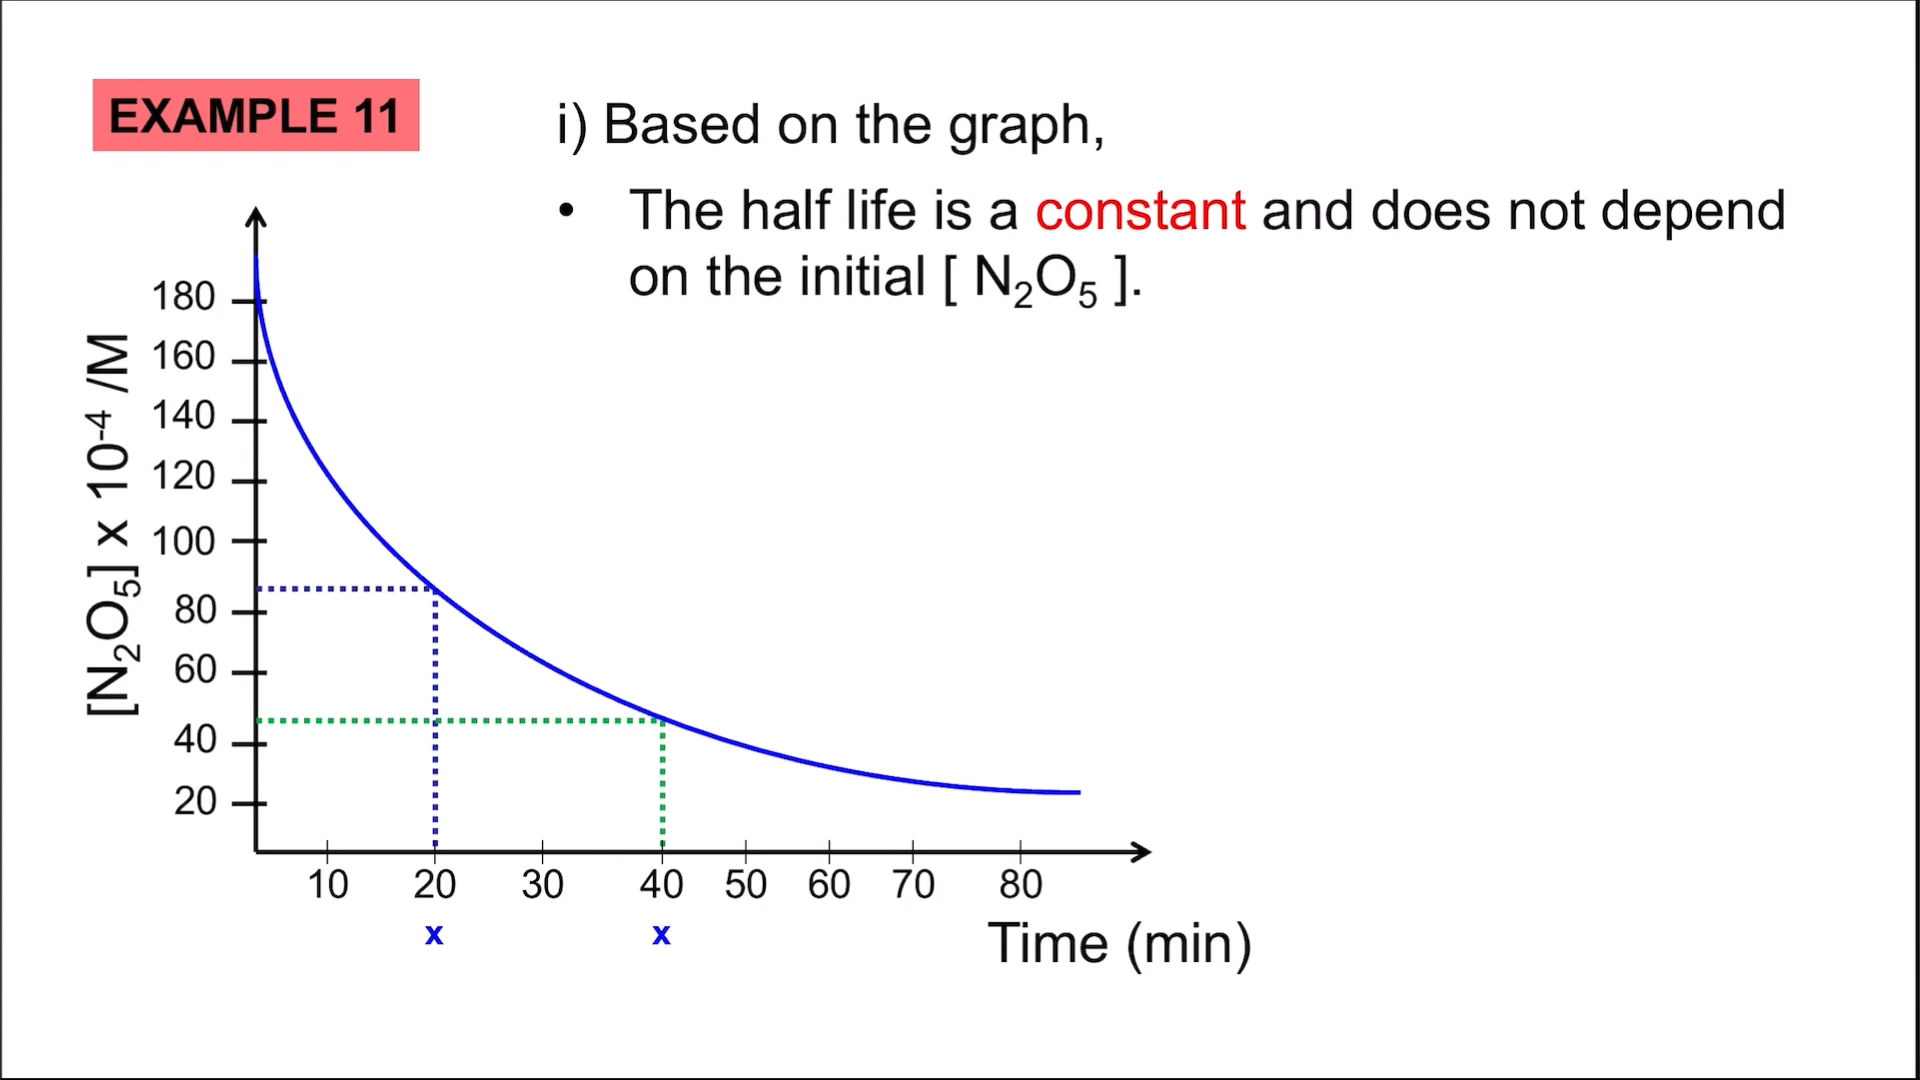 EXAMPLE 11
i) Based on the graph,
• The half life is a constant and does not depend
on the initial [ N₂O₅ ].
[N₂O₅] x 10⁻⁴ /M
180
160
140
120
100
80
60
40
20
10 20 30 40 50 60 70 80
x x
Time (min)